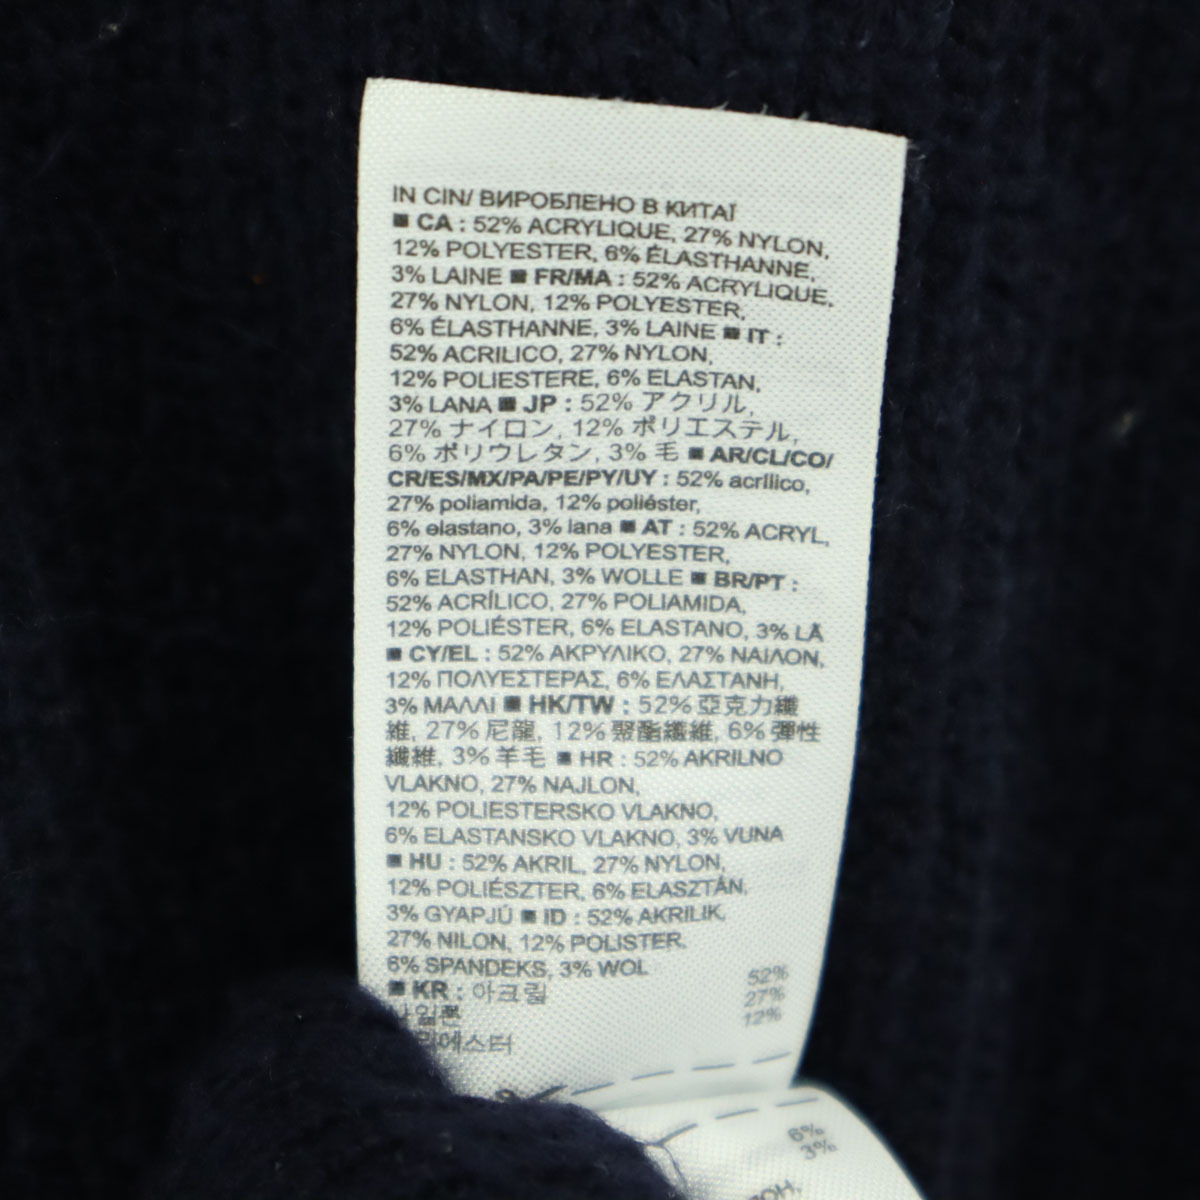 IN CIN/ ВИРОБЛЕНО В КИТАЇ
■ CA : 52% ACRYLIQUE, 27% NYLON,
12% POLYESTER, 6% ÉLASTHANNE,
3% LAINE ■ FR/MA : 52% ACRYLIQUE,
27% NYLON, 12% POLYESTER,
6% ÉLASTHANNE, 3% LAINE ■ IT :
52% ACRILICO, 27% NYLON,
12% POLIESTERE, 6% ELASTAN,
3% LANA ■ JP : 52% アクリル,
27% ナイロン, 12% ポリエステル,
6% ポリウレタン, 3% 毛 ■ AR/CL/CO/
CR/ES/MX/PA/PE/PY/UY : 52% acrílico,
27% poliamida, 12% poliéster,
6% elastano, 3% lana ■ AT : 52% ACRYL,
27% NYLON, 12% POLYESTER,
6% ELASTHAN, 3% WOLLE ■ BR/PT :
52% ACRÍLICO, 27% POLIAMIDA,
12% POLIÉSTER, 6% ELASTANO, 3% LÃ
■ CY/EL : 52% ΑΚΡΥΛΙΚΟ, 27% ΝΑΙΛΟΝ,
12% ΠΟΛΥΕΣΤΕΡΑΣ, 6% ΕΛΑΣΤΑΝΗ,
3% ΜΑΛΛΙ ■ HK/TW : 52% 亞克力纖
維, 27% 尼龍, 12% 聚酯纖維, 6% 彈性
纖維, 3% 羊毛 ■ HR : 52% AKRILNO
VLAKNO, 27% NAJLON,
12% POLIESTERSKO VLAKNO,
6% ELASTANSKO VLAKNO, 3% VUNA
■ HU : 52% AKRIL, 27% NYLON,
12% POLIÉSZTER, 6% ELASZTÁN,
3% GYAPJÚ ■ ID : 52% AKRILIK,
27% NILON, 12% POLISTER,
6% SPANDEKS, 3% WOL
■ KR : 아크릴 52%
나일론 27%
12%
6%
3%